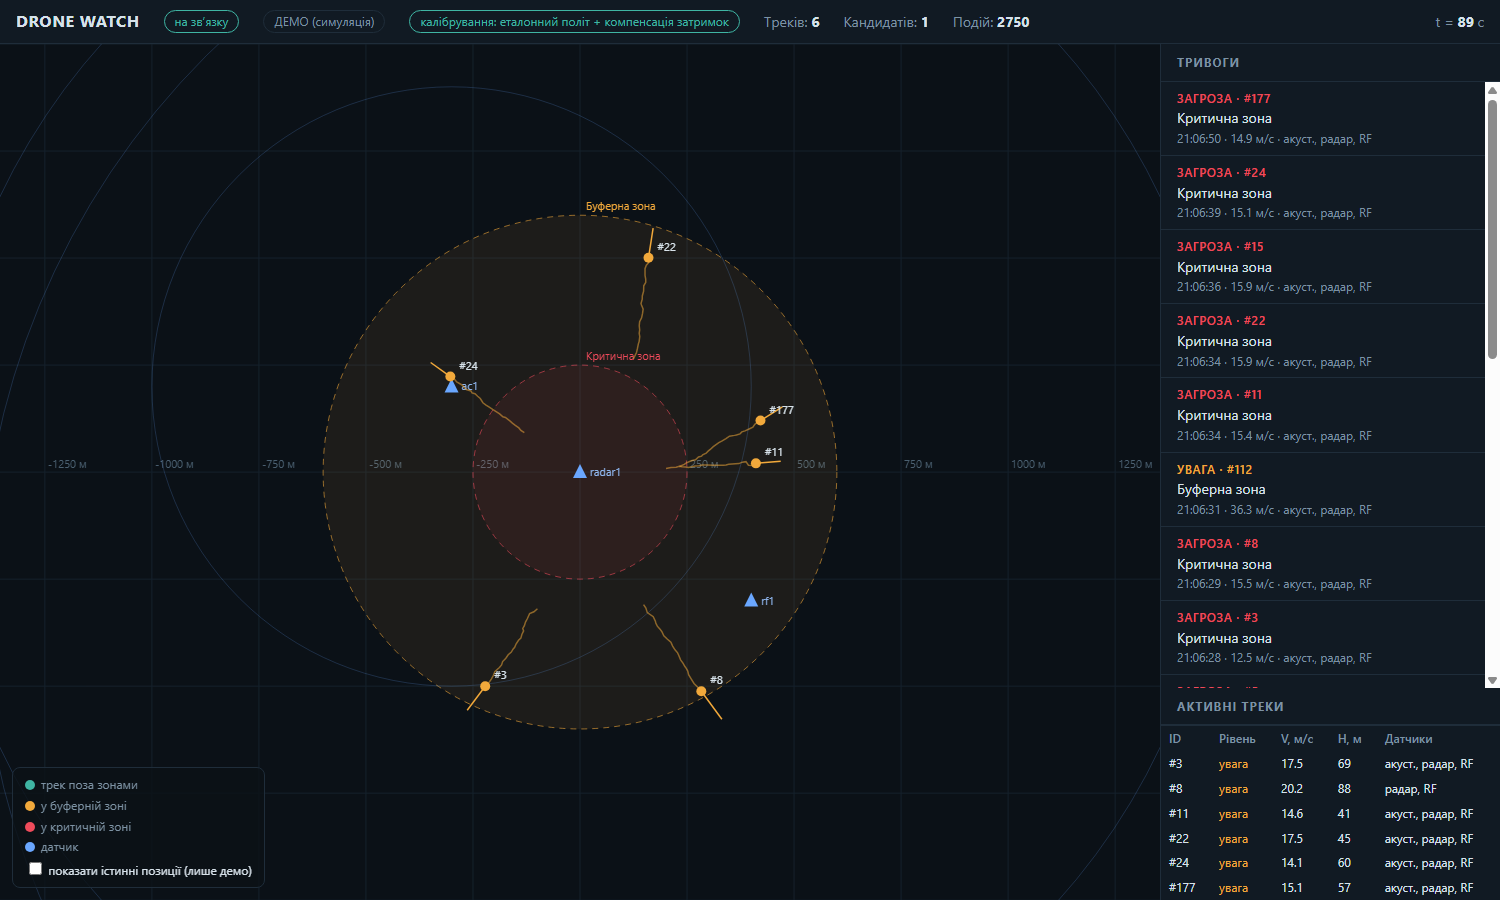 DRONE WATCH на зв'язку ДЕМО (симуляція) калібрування: еталонний політ + компенсація затримок Треків: 6 Кандидатів: 1 Подій: 2750 t = 89 с
Буферна зона
#22
Критична зона
#24
ac1
#177
#11
-1250 м -1000 м -750 м -500 м -250 м 250 м 500 м 750 м 1000 м 1250 м
radar1
rf1
#3
#8
трек поза зонами
у буферній зоні
у критичній зоні
датчик
показати істинні позиції (лише демо)
ТРИВОГИ
ЗАГРОЗА · #177
Критична зона
21:06:50 · 14.9 м/с · акуст., радар, RF
ЗАГРОЗА · #24
Критична зона
21:06:39 · 15.1 м/с · акуст., радар, RF
ЗАГРОЗА · #15
Критична зона
21:06:36 · 15.9 м/с · акуст., радар, RF
ЗАГРОЗА · #22
Критична зона
21:06:34 · 15.9 м/с · акуст., радар, RF
ЗАГРОЗА · #11
Критична зона
21:06:34 · 15.4 м/с · акуст., радар, RF
УВАГА · #112
Буферна зона
21:06:31 · 36.3 м/с · акуст., радар, RF
ЗАГРОЗА · #8
Критична зона
21:06:29 · 15.5 м/с · акуст., радар, RF
ЗАГРОЗА · #3
Критична зона
21:06:28 · 12.5 м/с · акуст., радар, RF
АКТИВНІ ТРЕКИ
ID Рівень V, м/с H, м Датчики
#3 увага 17.5 69 акуст., радар, RF
#8 увага 20.2 88 радар, RF
#11 увага 14.6 41 акуст., радар, RF
#22 увага 17.5 45 акуст., радар, RF
#24 увага 14.1 60 акуст., радар, RF
#177 увага 15.1 57 акуст., радар, RF